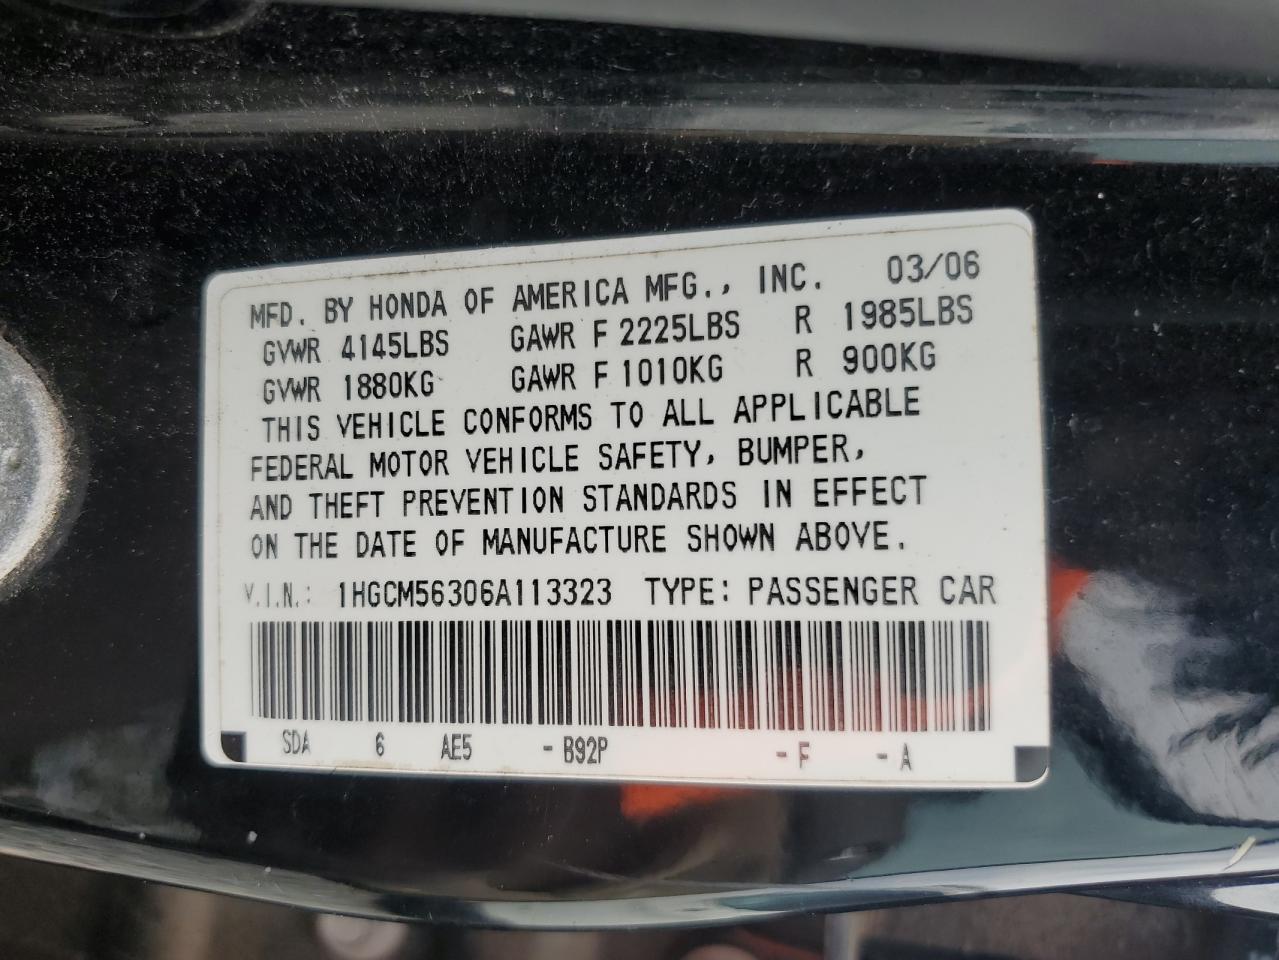 MFD. BY HONDA OF AMERICA MFG., INC. 03/06
GVWR 4145LBS GAWR F 2225LBS R 1985LBS
GVWR 1880KG GAWR F 1010KG R 900KG
THIS VEHICLE CONFORMS TO ALL APPLICABLE
FEDERAL MOTOR VEHICLE SAFETY, BUMPER,
AND THEFT PREVENTION STANDARDS IN EFFECT
ON THE DATE OF MANUFACTURE SHOWN ABOVE.
V.I.N.: 1HGCM56306A113323 TYPE: PASSENGER CAR
SDA 6 AE5 - B92P - F - A